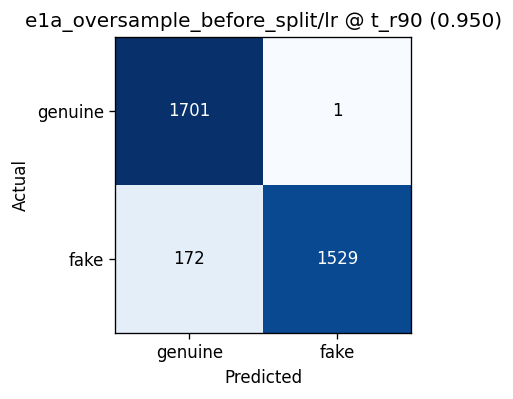 e1a_oversample_before_split/lr @ t_r90 (0.950)
genuine 1701 1
Actual
fake 172 1529
genuine fake
Predicted